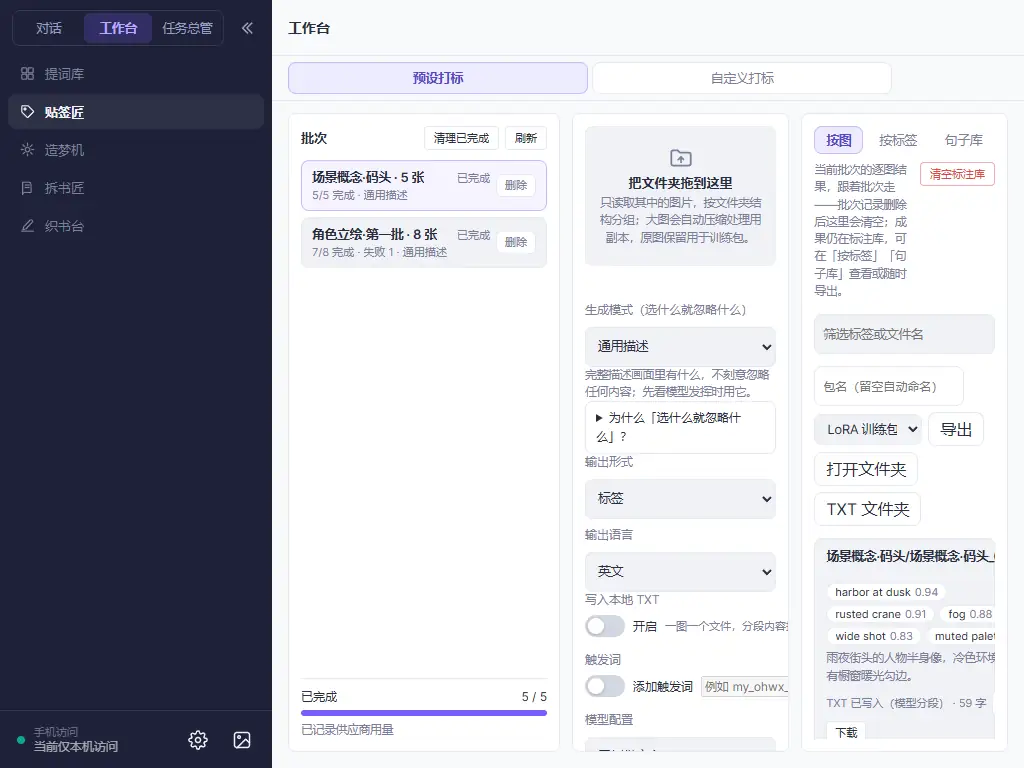 对话
工作台
任务总管
提词库
贴签匠
造梦机
拆书匠
织书台
手机访问
当前仅本机访问
工作台
预设打标
自定义打标
批次
清理已完成
刷新
场景概念·码头 · 5 张
已完成
删除
5/5 完成 · 通用描述
角色立绘·第一批 · 8 张
已完成
删除
7/8 完成 · 失败 1 · 通用描述
已完成
5 / 5
已记录供应商用量
把文件夹拖到这里
只读取其中的图片，按文件夹结
构分组；大图会自动压缩处理用
副本，原图保留用于训练包。
生成模式（选什么就忽略什么）
通用描述
完整描述画面里有什么，不刻意忽略
任何内容；先看模型发挥时用它。
为什么「选什么就忽略什
么」?
输出形式
标签
输出语言
英文
写入本地 TXT
开启
一图一个文件，分段内容
触发词
添加触发词
例如 my_ohwx_
模型配置
按图
按标签
句子库
当前批次的逐图结
果，跟着批次走
——批次记录删除
后这里会清空；成
果仍在标注库，可
在「按标签」「句
子库」查看或随时
导出。
清空标注库
筛选标签或文件名
包名（留空自动命名）
LoRA 训练包
导出
打开文件夹
TXT 文件夹
场景概念·码头/场景概念·码头_
harbor at dusk 0.94
rusted crane 0.91
fog 0.88
wide shot 0.83
muted palet
雨夜街头的人物半身像，冷色环境
有橱窗暖光勾边。
TXT 已写入（模型分段） · 59 字
下载